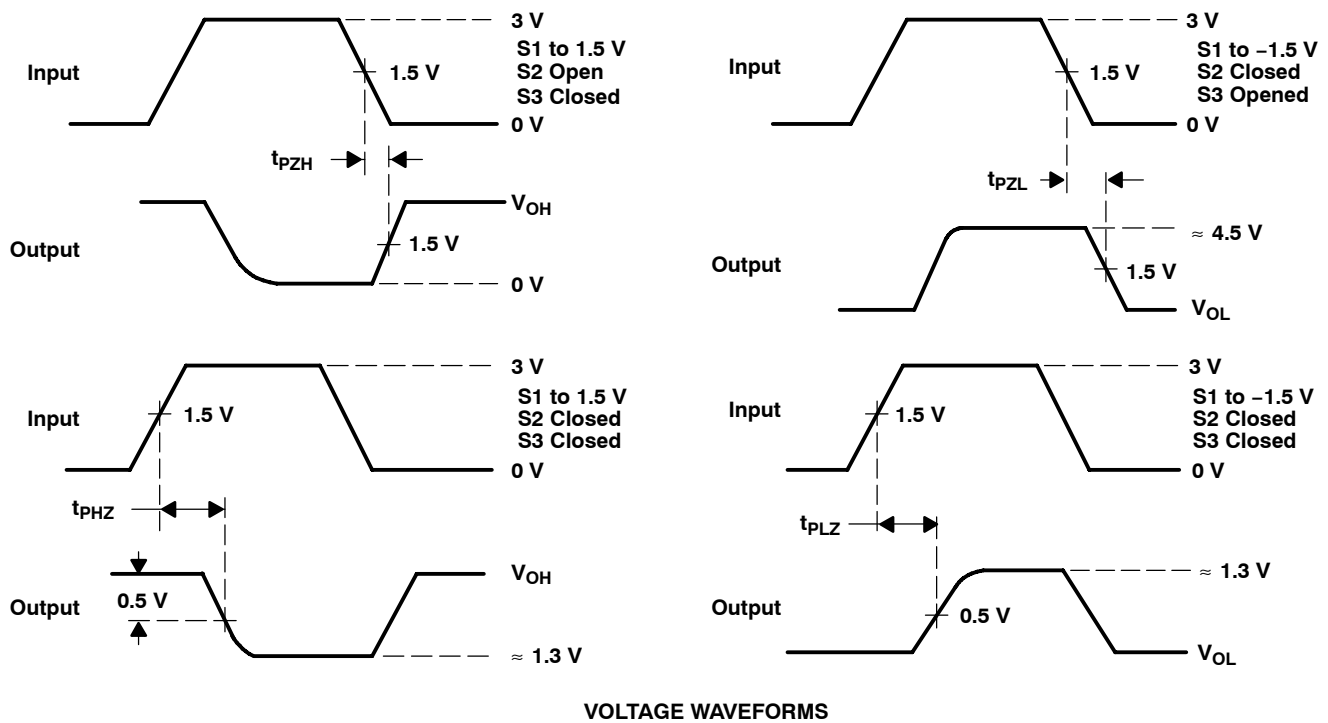 3 V
S1 to 1.5 V
S2 Open
S3 Closed
Input
1.5 V
0 V
tPZH
VOH
Output
1.5 V
0 V
3 V
S1 to −1.5 V
S2 Closed
S3 Opened
Input
1.5 V
0 V
tPZL
≈ 4.5 V
Output
1.5 V
VOL
3 V
S1 to 1.5 V
S2 Closed
S3 Closed
Input
1.5 V
0 V
tPHZ
VOH
Output
0.5 V
≈ 1.3 V
3 V
S1 to −1.5 V
S2 Closed
S3 Closed
Input
1.5 V
0 V
tPLZ
≈ 1.3 V
Output
0.5 V
VOL
VOLTAGE WAVEFORMS